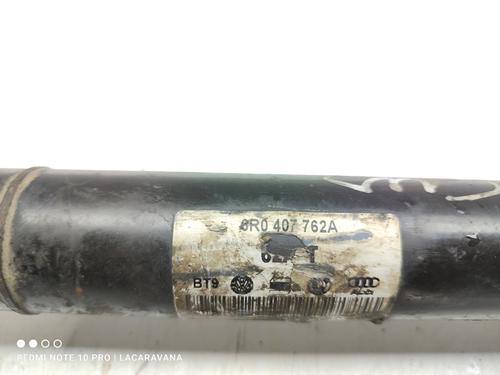 6R0 407 762A
BT9
REDMI NOTE 10 PRO | LACARAVANA